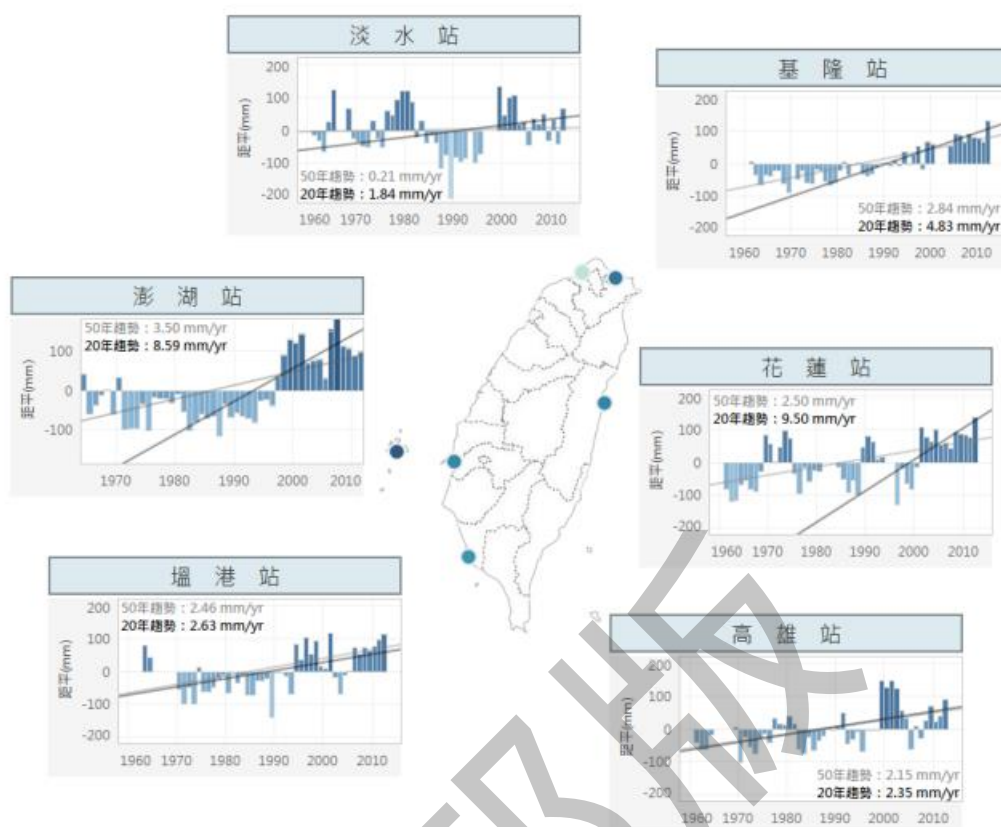 淡水站
200
100
0
-100
-200
距平(mm)
50年趨勢：0.21 mm/yr
20年趨勢：1.84 mm/yr
1960 1970 1980 1990 2000 2010
基隆站
200
100
0
-100
-200
距平(mm)
50年趨勢：2.84 mm/yr
20年趨勢：4.83 mm/yr
1960 1970 1980 1990 2000 2010
澎湖站
50年趨勢：3.50 mm/yr
20年趨勢：8.59 mm/yr
100
0
-100
距平(mm)
1970 1980 1990 2000 2010
花蓮站
50年趨勢：2.50 mm/yr
20年趨勢：9.50 mm/yr
200
100
0
-100
-200
距平(mm)
1960 1970 1980 1990 2000 2010
塭港站
50年趨勢：2.46 mm/yr
20年趨勢：2.63 mm/yr
200
100
0
-100
-200
距平(mm)
1960 1970 1980 1990 2000 2010
高雄站
200
100
0
-100
-200
距平(mm)
50年趨勢：2.15 mm/yr
20年趨勢：2.35 mm/yr
1960 1970 1980 1990 2000 2010
版